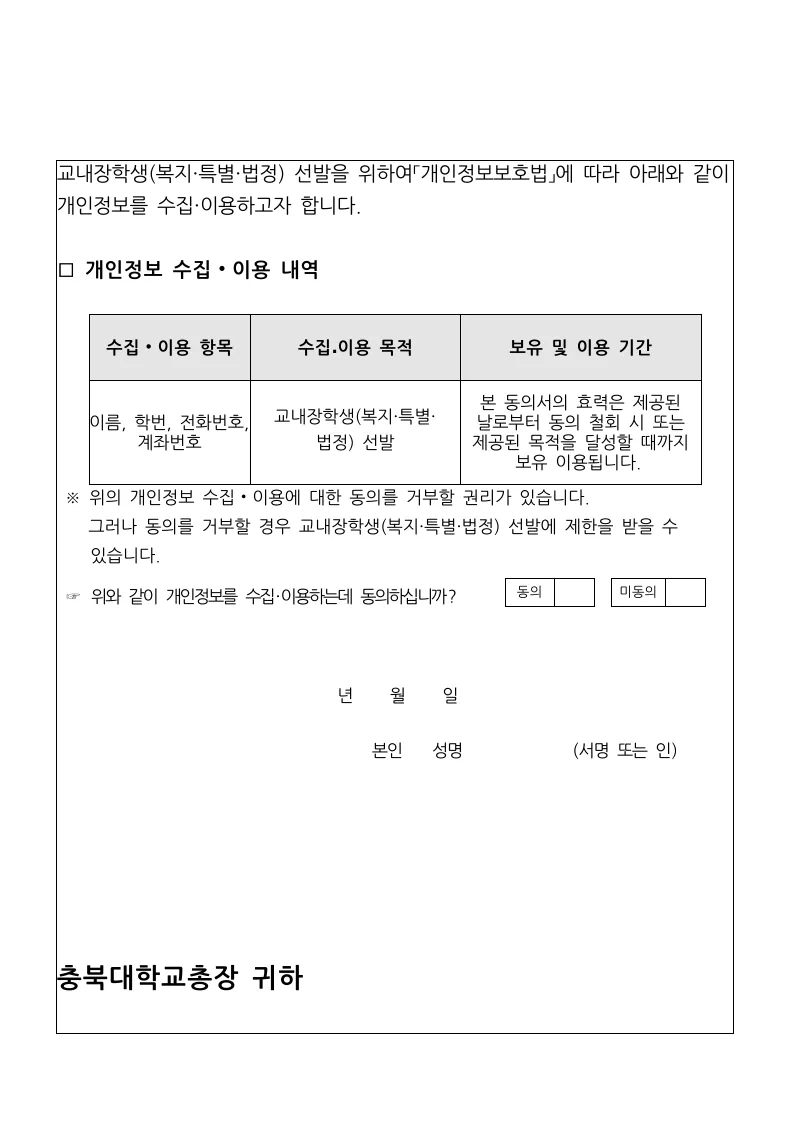 교내장학생(복지·특별·법정) 선발을 위하여「개인정보보호법」에 따라 아래와 같이
개인정보를 수집·이용하고자 합니다.
□ 개인정보 수집・이용 내역
수집・이용 항목
수집.이용 목적
보유 및 이용 기간
이름, 학번, 전화번호,
계좌번호
교내장학생(복지·특별·
법정) 선발
본 동의서의 효력은 제공된
날로부터 동의 철회 시 또는
제공된 목적을 달성할 때까지
보유 이용됩니다.
※ 위의 개인정보 수집・이용에 대한 동의를 거부할 권리가 있습니다.
그러나 동의를 거부할 경우 교내장학생(복지·특별·법정) 선발에 제한을 받을 수
있습니다.
☞ 위와 같이 개인정보를 수집·이용하는데 동의하십니까? 동의 미동의
년 월 일
본인 성명 (서명 또는 인)
충북대학교총장 귀하